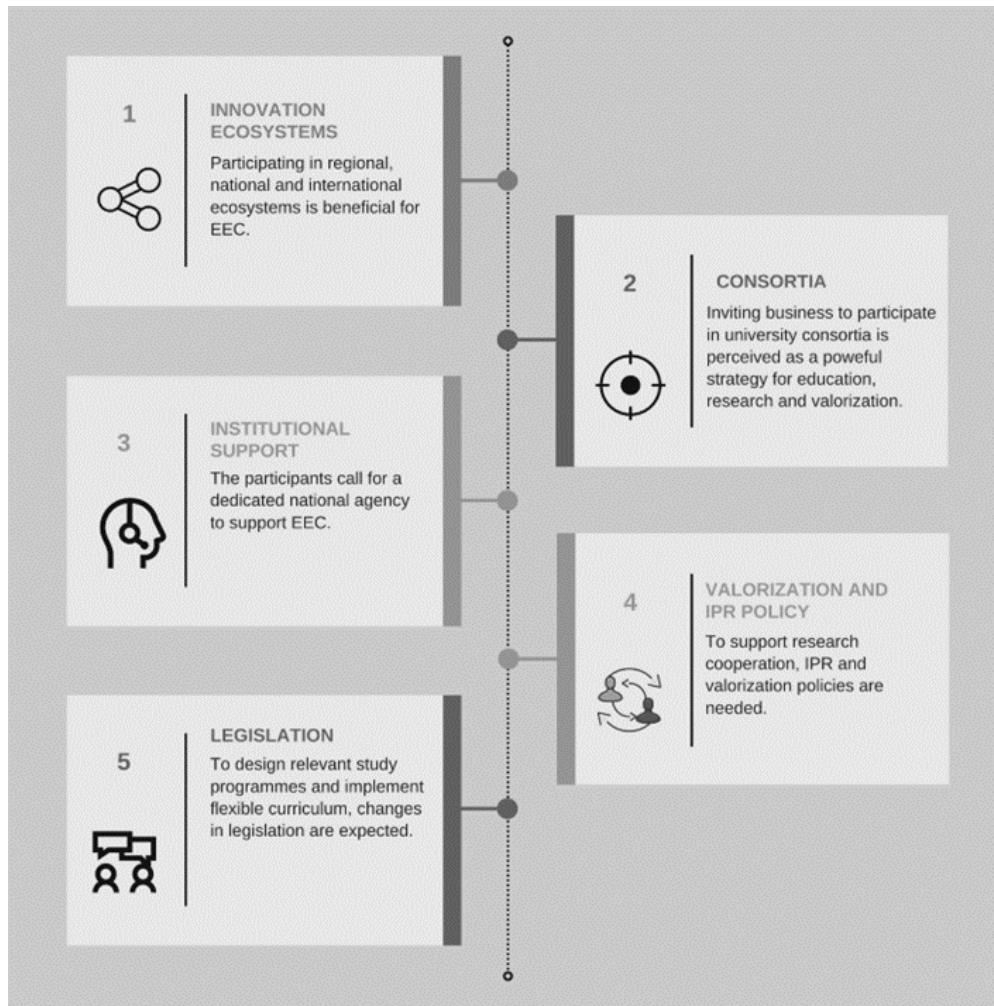 1
INNOVATION
ECOSYSTEMS
Participating in regional,
national and international
ecosystems is beneficial for
EEC.
2
CONSORTIA
Inviting business to participate
in university consortia is
perceived as a poweful
strategy for education,
research and valorization.
3
INSTITUTIONAL
SUPPORT
The participants call for a
dedicated national agency
to support EEC.
4
VALORIZATION AND
IPR POLICY
To support research
cooperation, IPR and
valorization policies are
needed.
5
LEGISLATION
To design relevant study
programmes and implement
flexible curriculum, changes
in legislation are expected.